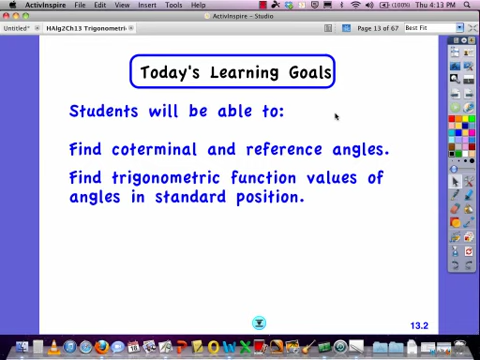 ActivInspire File Edit View Insert Tools Help (100%) Thu 4:13 PM
ActivInspire – Studio
Untitled* HAlg2Ch13 Trigonometri Page 13 of 67 Best Fit
Today's Learning Goals
Students will be able to:
Find coterminal and reference angles.
Find trigonometric function values of
angles in standard position.
13.2